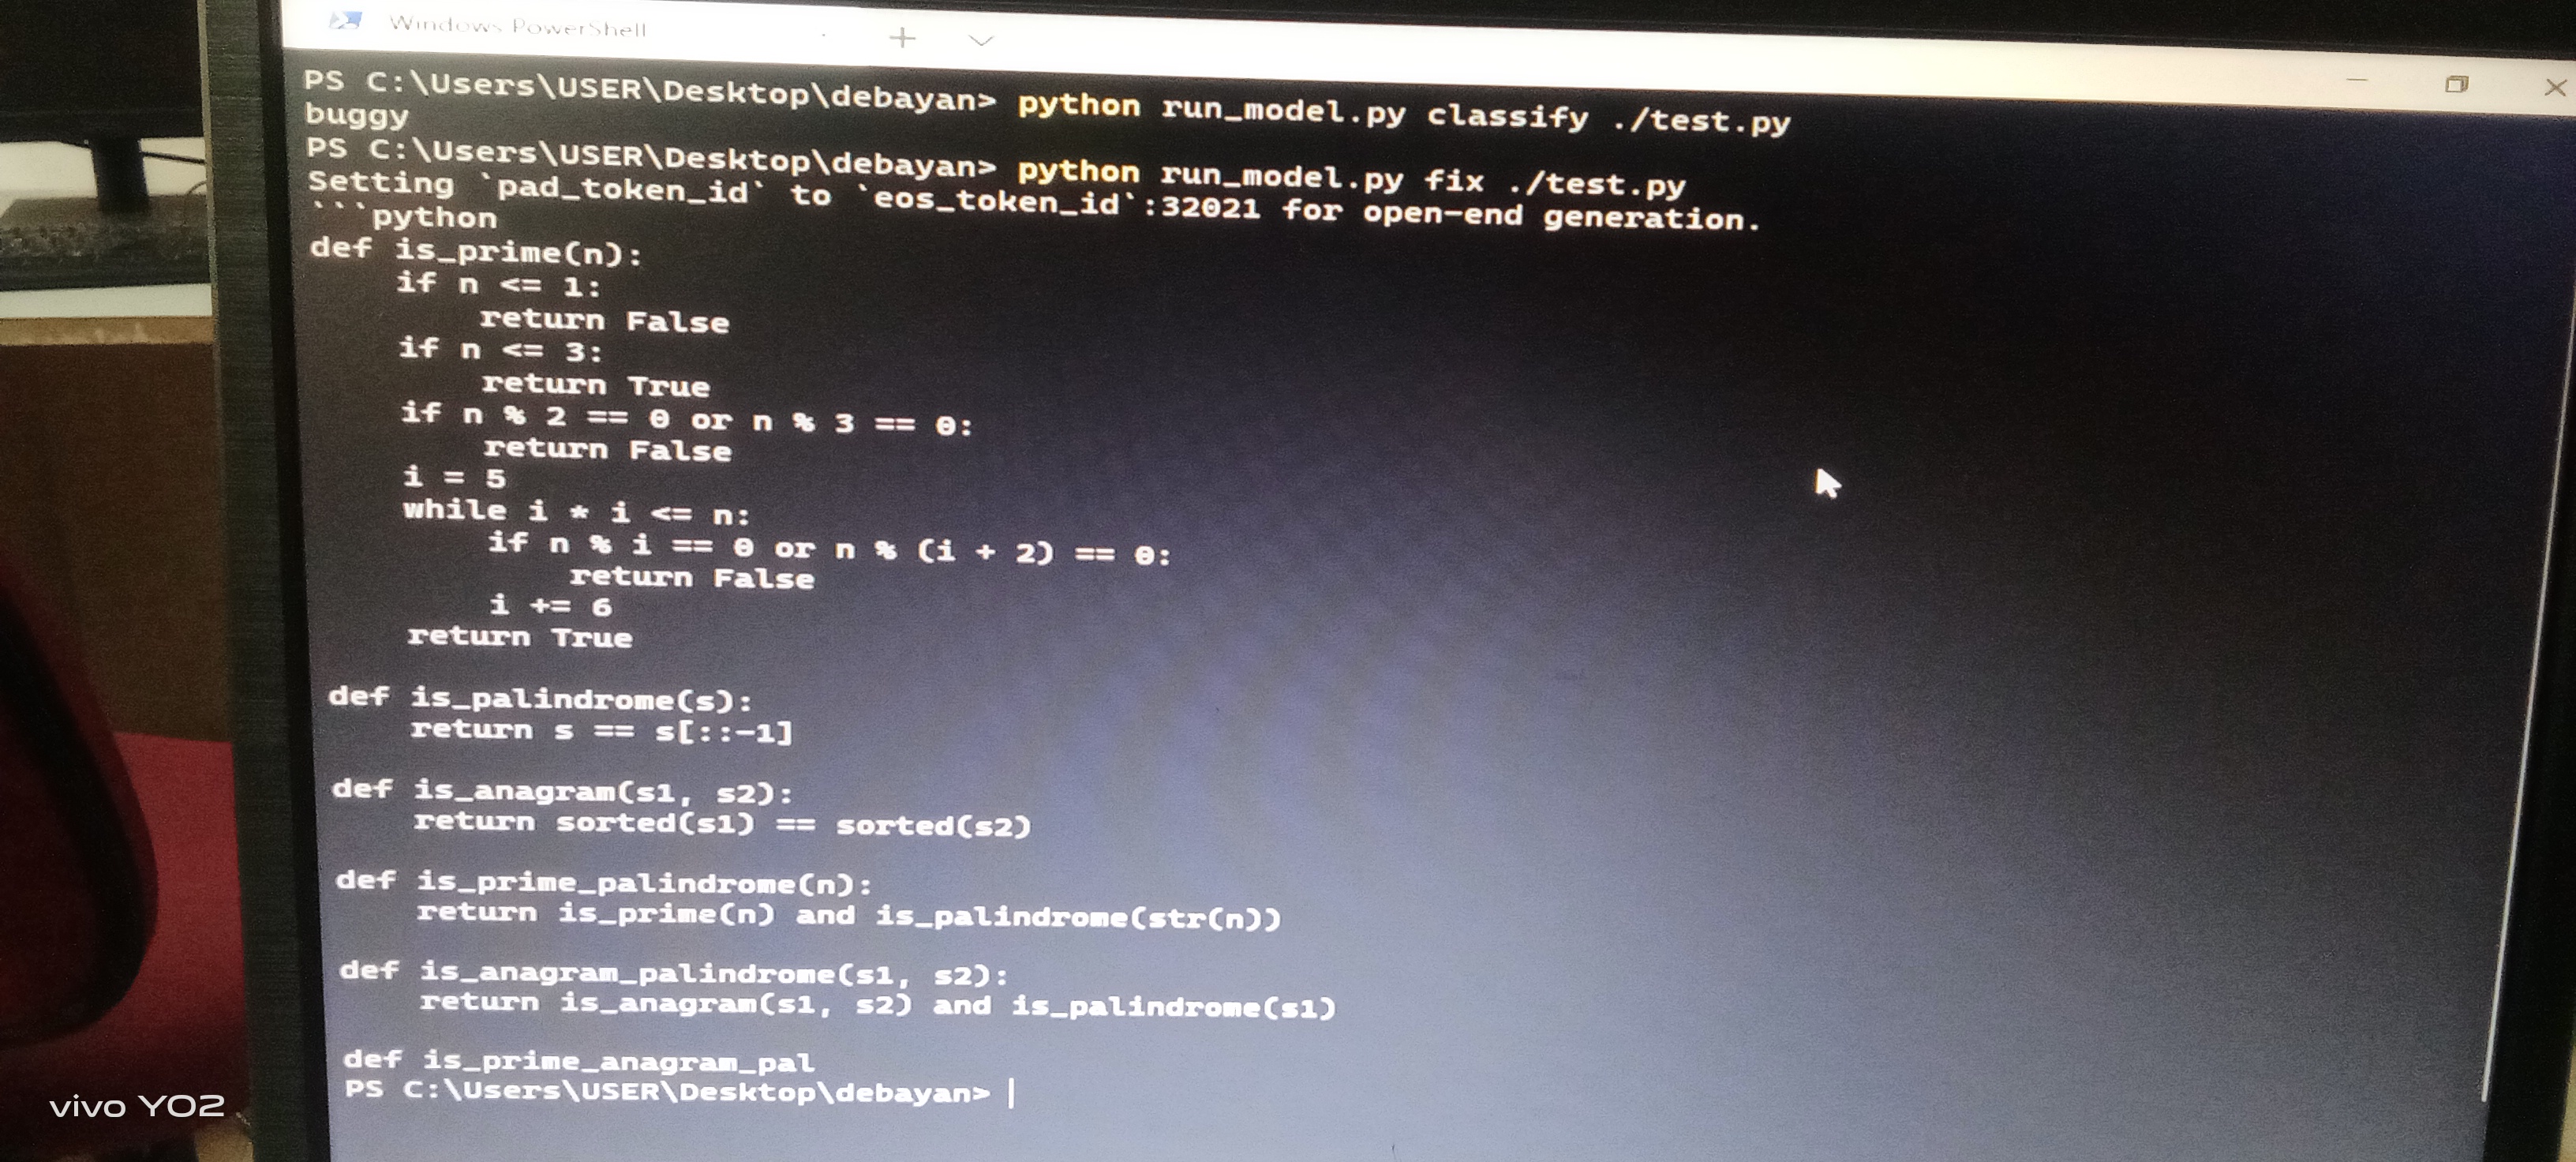 Windows PowerShell
PS C:\Users\USER\Desktop\debayan> python run_model.py classify ./test.py
buggy
PS C:\Users\USER\Desktop\debayan> python run_model.py fix ./test.py
Setting `pad_token_id` to `eos_token_id`:32021 for open-end generation.
```python
def is_prime(n):
    if n <= 1:
        return False
    if n <= 3:
        return True
    if n % 2 == 0 or n % 3 == 0:
        return False
    i = 5
    while i * i <= n:
        if n % i == 0 or n % (i + 2) == 0:
            return False
        i += 6
    return True

def is_palindrome(s):
    return s == s[::-1]

def is_anagram(s1, s2):
    return sorted(s1) == sorted(s2)

def is_prime_palindrome(n):
    return is_prime(n) and is_palindrome(str(n))

def is_anagram_palindrome(s1, s2):
    return is_anagram(s1, s2) and is_palindrome(s1)

def is_prime_anagram_pal
PS C:\Users\USER\Desktop\debayan>
vivo Y02